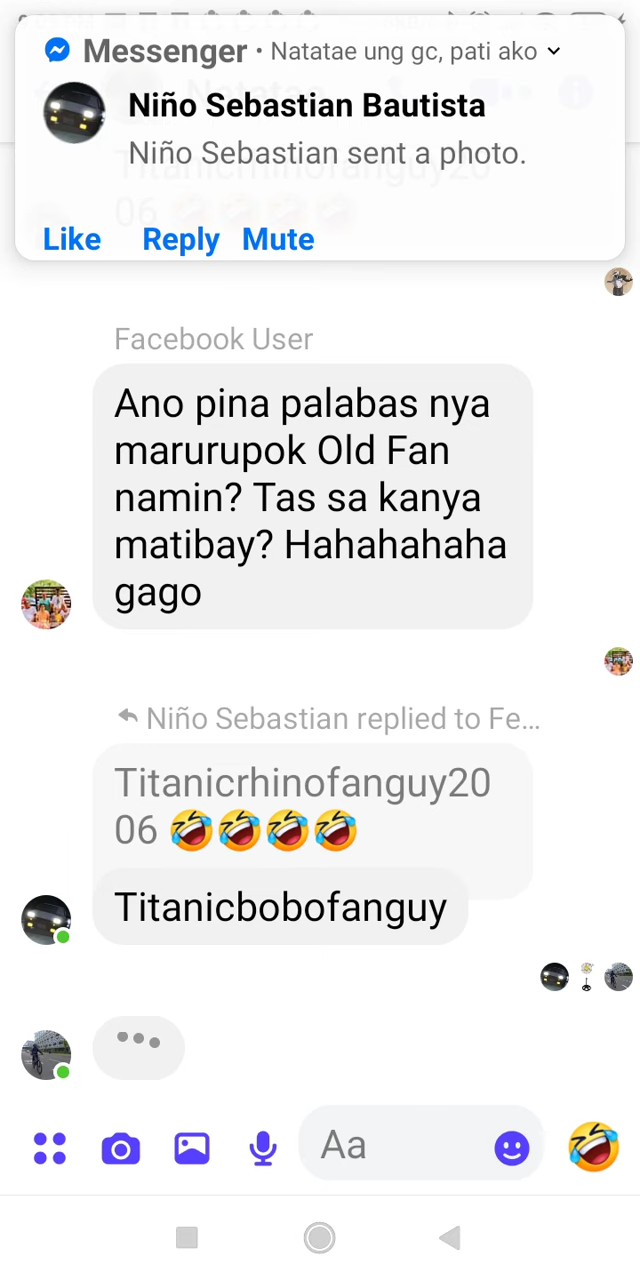 Messenger · Natatae ung gc, pati ako
Niño Sebastian Bautista
Niño Sebastian sent a photo.
Titanicrhinofanguy20
06 🤣🤣🤣🤣
Like Reply Mute
Facebook User
Ano pina palabas nya
marurupok Old Fan
namin? Tas sa kanya
matibay? Hahahahaha
gago
Niño Sebastian replied to Fe...
Titanicrhinofanguy20
06 🤣🤣🤣🤣
Titanicbobofanguy
Aa